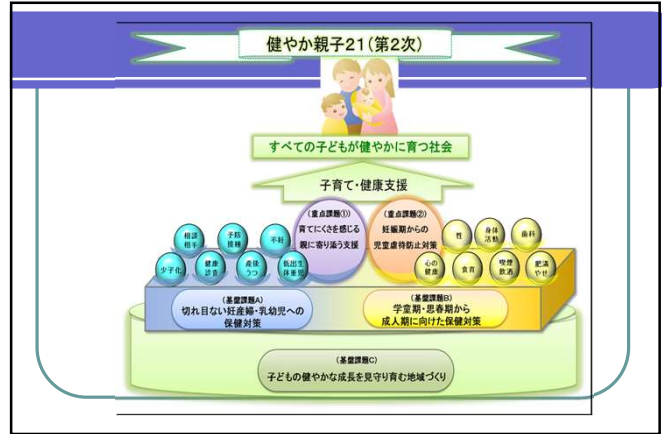 健やか親子21(第2次)
すべての子どもが健やかに育つ社会
子育て・健康支援
(重点課題①)
育てにくさを感じる
親に寄り添う支援
(重点課題②)
妊娠期からの
児童虐待防止対策
相談
相手
予防
接種
不妊
少子化
健康
診査
産後
うつ
低出生
体重児
性
身体
活動
歯科
心の
健康
食育
喫煙
飲酒
肥満
やせ
(基盤課題A)
切れ目ない妊産婦・乳幼児への
保健対策
(基盤課題B)
学童期・思春期から
成人期に向けた保健対策
(基盤課題C)
子どもの健やかな成長を見守り育む地域づくり